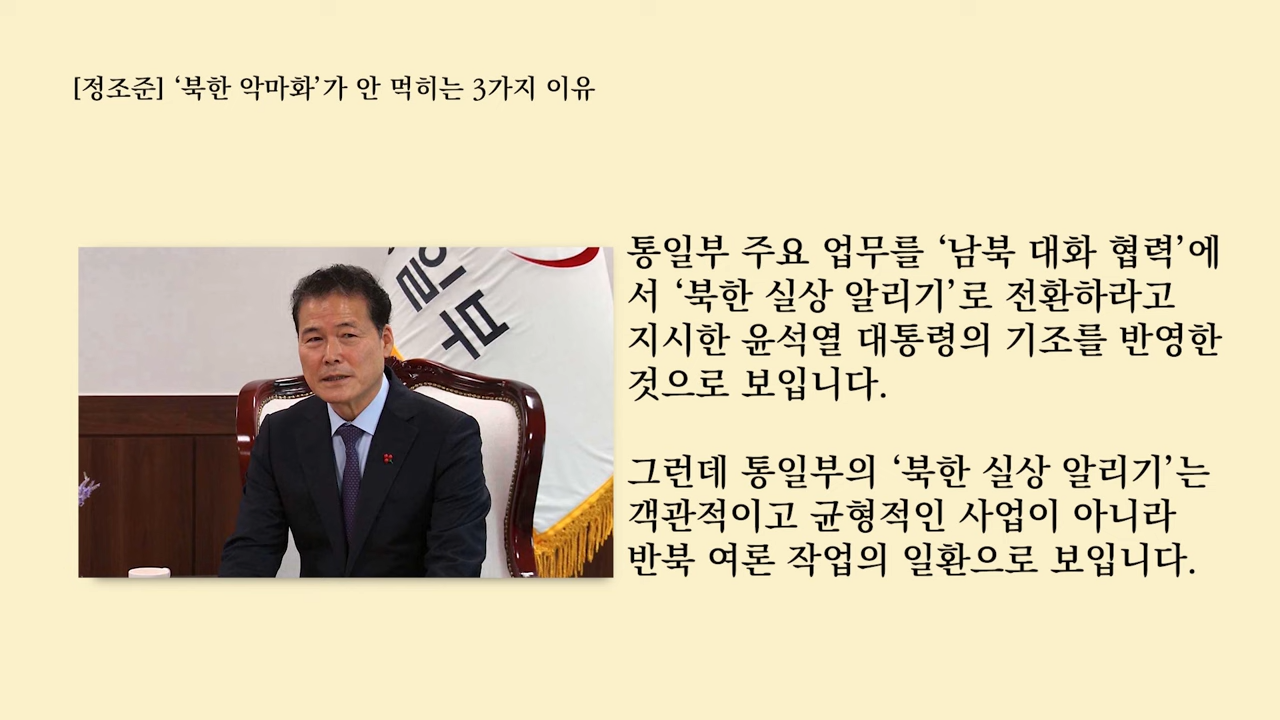 [정조준] ‘북한 악마화’가 안 먹히는 3가지 이유
일부
통일부 주요 업무를 ‘남북 대화 협력’에
서 ‘북한 실상 알리기’로 전환하라고
지시한 윤석열 대통령의 기조를 반영한
것으로 보입니다.
그런데 통일부의 ‘북한 실상 알리기’는
객관적이고 균형적인 사업이 아니라
반북 여론 작업의 일환으로 보입니다.